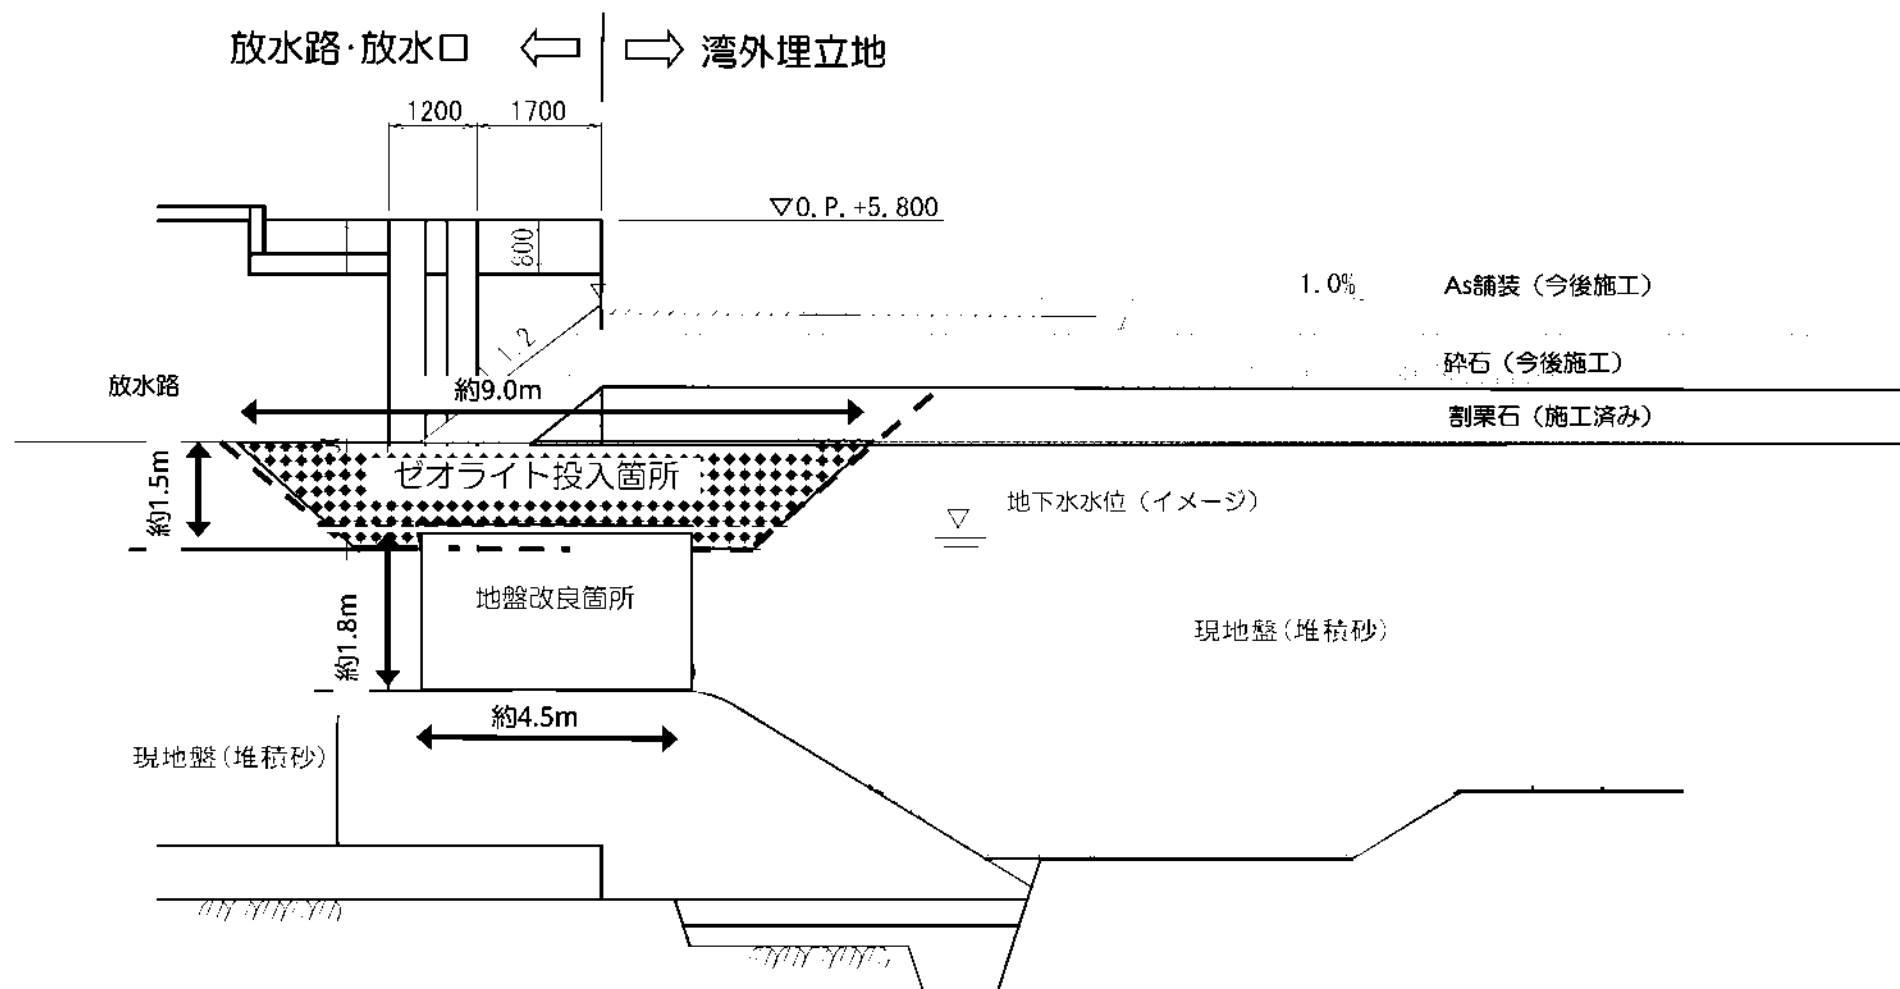 放水路・放水口 ⇦ ⇨ 湾外埋立地
1200 1700
▽O. P. +5. 800
800
1. 0%
As舗装（今後施工）
1.2
砕石（今後施工）
放水路
約9.0m
割栗石（施工済み）
ゼオライト投入箇所
約1.5m
地下水水位（イメージ）
地盤改良箇所
約1.8m
現地盤(堆積砂)
約4.5m
現地盤(堆積砂)